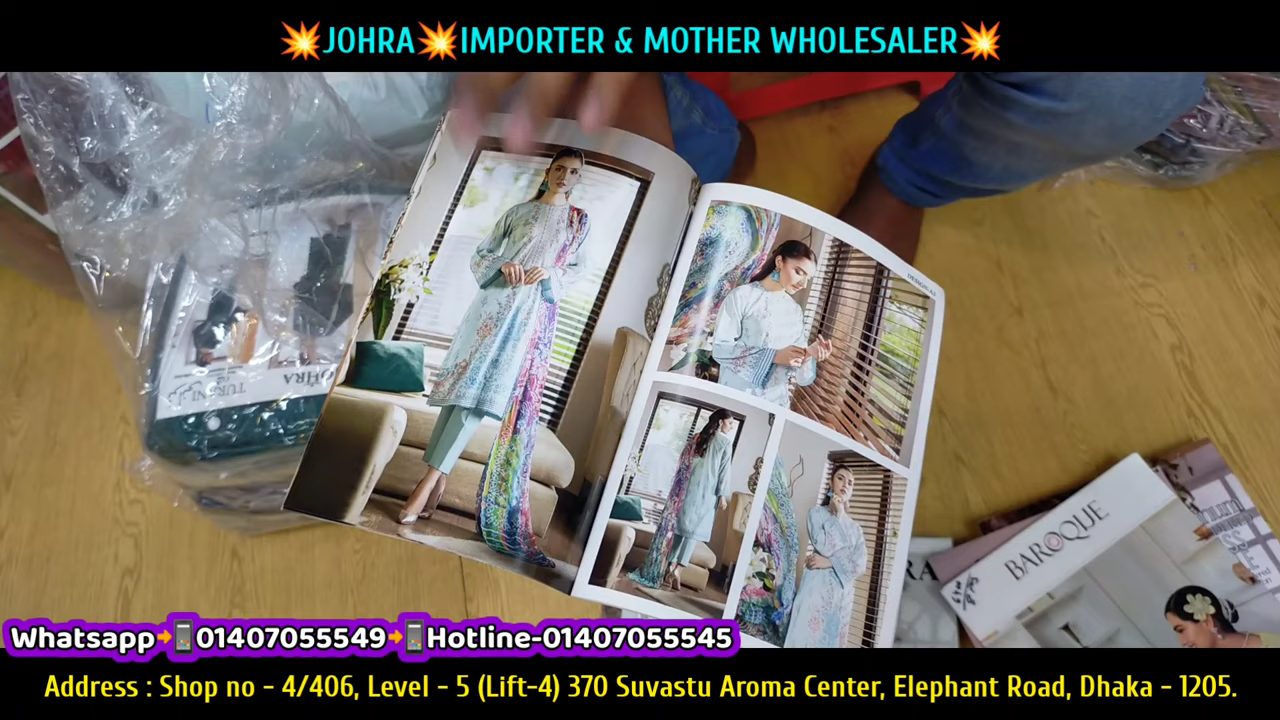 💥JOHRA💥IMPORTER & MOTHER WHOLESALER💥
JOHRA
BAROQUE
Whatsapp➡📱01407055549➡📱Hotline-01407055545
Address : Shop no - 4/406, Level - 5 (Lift-4) 370 Suvastu Aroma Center, Elephant Road, Dhaka - 1205.